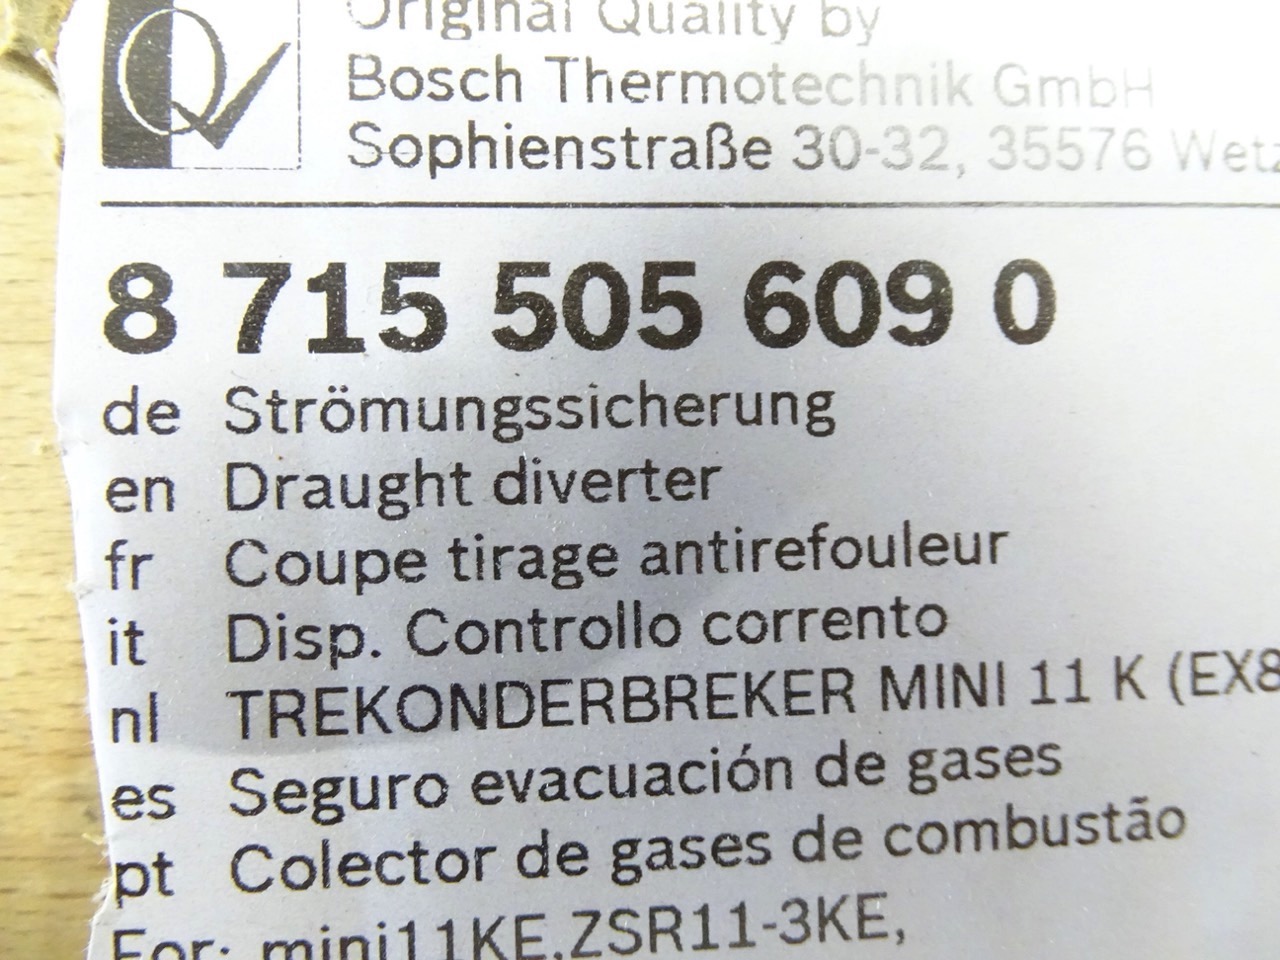 Original Quality by
Bosch Thermotechnik GmbH
Sophienstraße 30-32, 35576
8 715 505 609 0
de Strömungssicherung
en Draught diverter
fr Coupe tirage antirefouleur
it Disp. Controllo corrento
nl TREKONDERBREKER MINI 11 K (EX8
es Seguro evacuación de gases
pt Colector de gases de combustão
For: mini11KE,ZSR11-3KE,